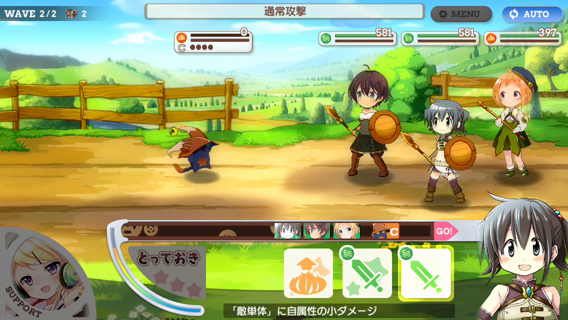 WAVE 2/2 2
通常攻撃
MENU
AUTO
0
C
581
581
397
C
GO!
とっておき
SUPPORT
「敵単体」に自属性の小ダメージ